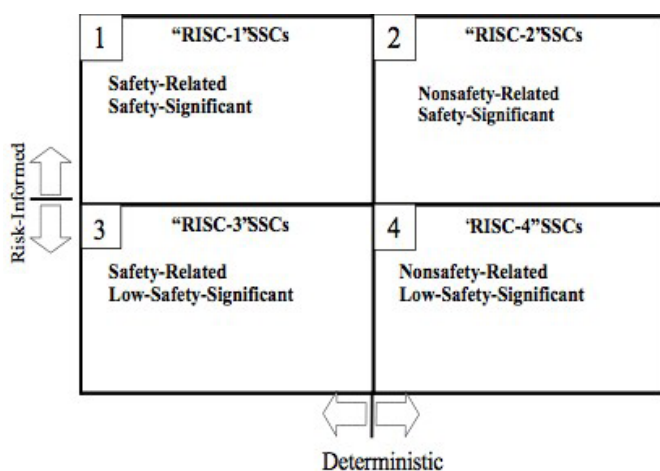 1
“RISC-1”SSCs
Safety-Related
Safety-Significant
2
“RISC-2”SSCs
Nonsafety-Related
Safety-Significant
Risk-Informed
3
“RISC-3”SSCs
Safety-Related
Low-Safety-Significant
4
‘RISC-4”SSCs
Nonsafety-Related
Low-Safety-Significant
Deterministic